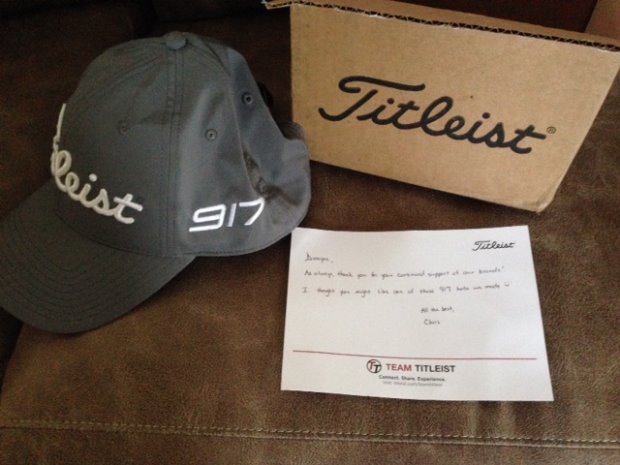 Titleist
917
Titleist®
Titleist
As always, thank you for your continued support of our brands!
I thought you might like one of these 917 hats we made
All the best,
Chris
TEAM TITLEIST
Connect. Share. Experience.